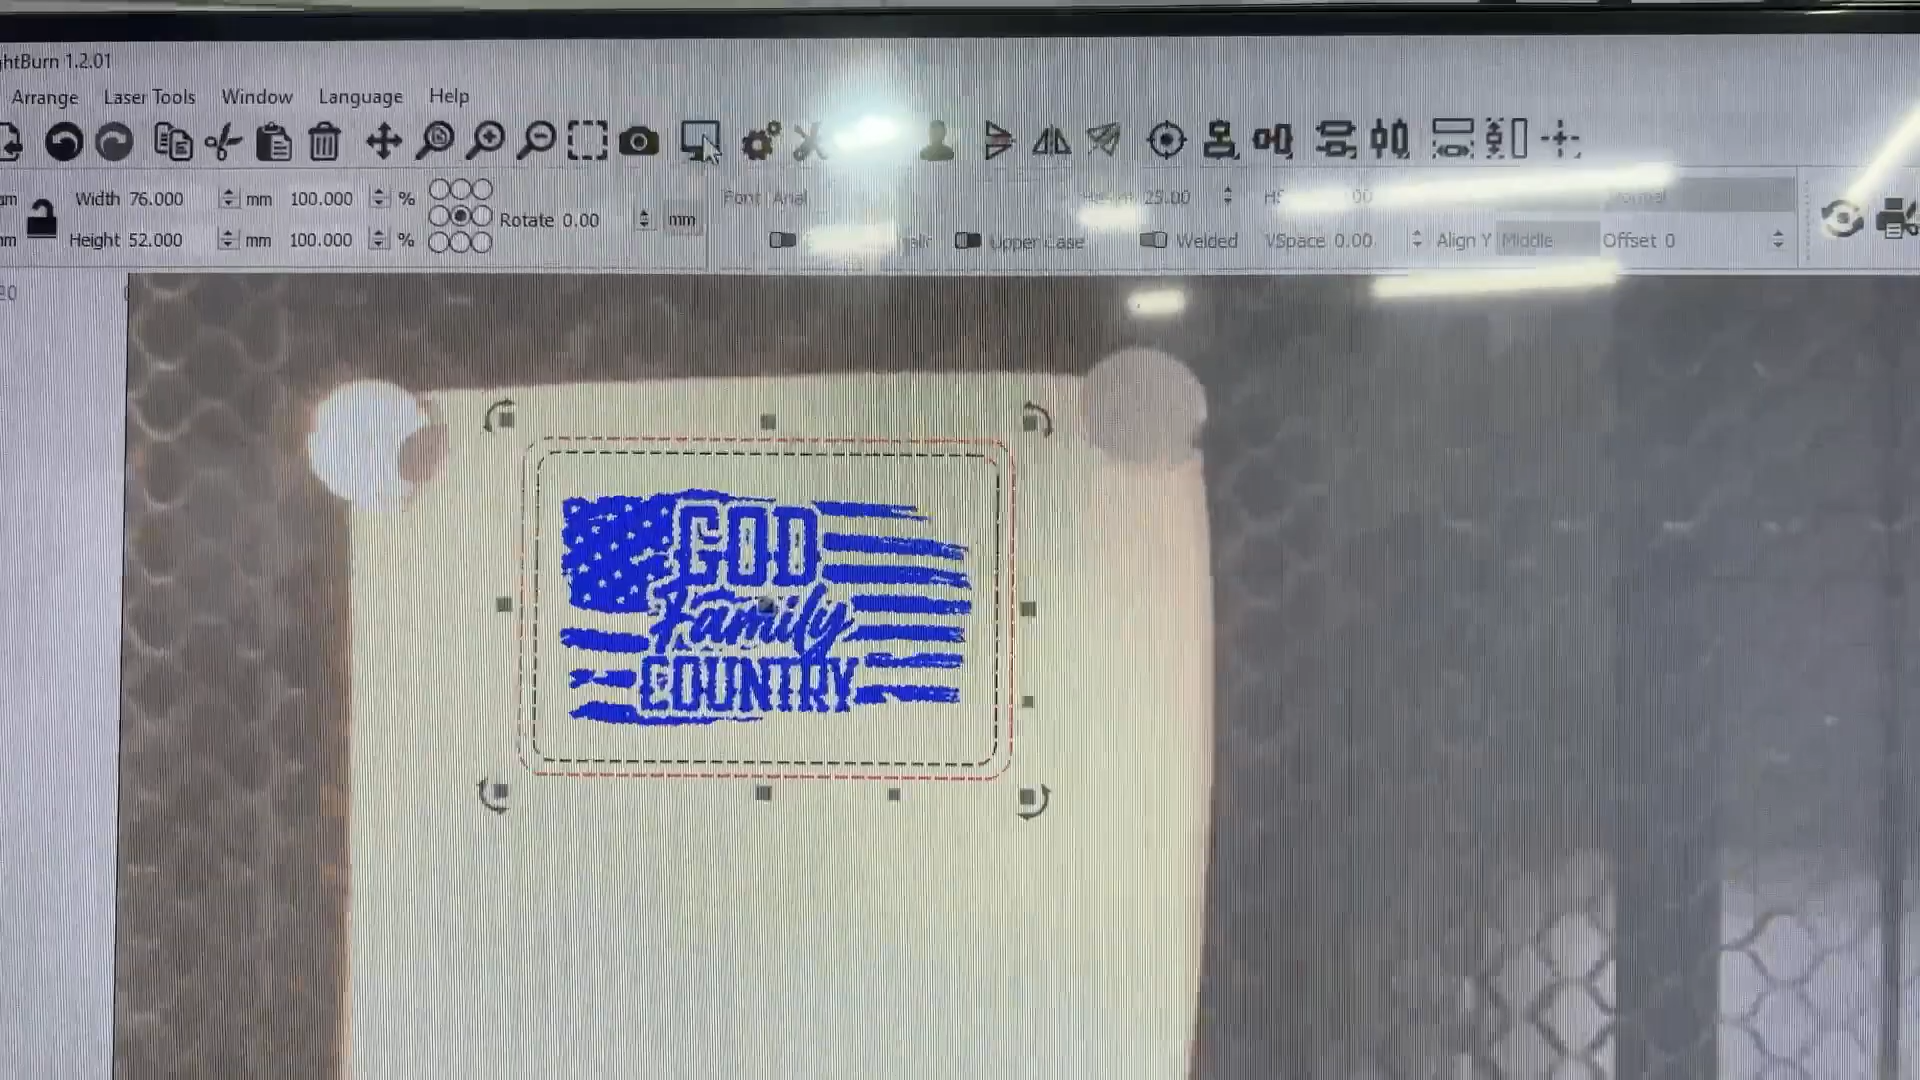 htBurn 1.2.01
Arrange Laser Tools Window Language Help
Width 76.000 mm 100.000 % Rotate 0.00 mm Font Arial 25.00
Height 52.000 mm 100.000 % Upper Case Welded VSpace 0.00 Align Y Middle Offset 0
GOD
Family
COUNTRY